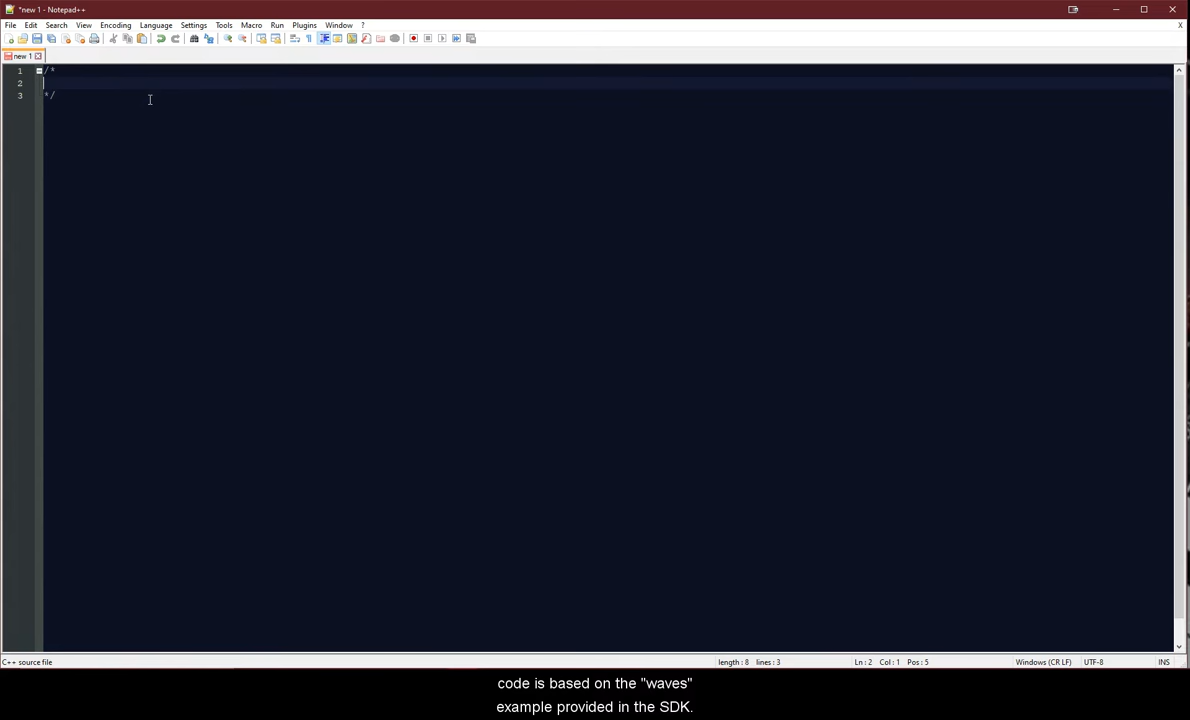 *new 1 - Notepad++
File Edit Search View Encoding Language Settings Tools Macro Run Plugins Window ?
X
new 1
1 /*
2
3 */
C++ source file
length : 8 lines : 3
Ln : 2 Col : 1 Pos : 5
Windows (CR LF)
UTF-8
INS
code is based on the "waves"
example provided in the SDK.